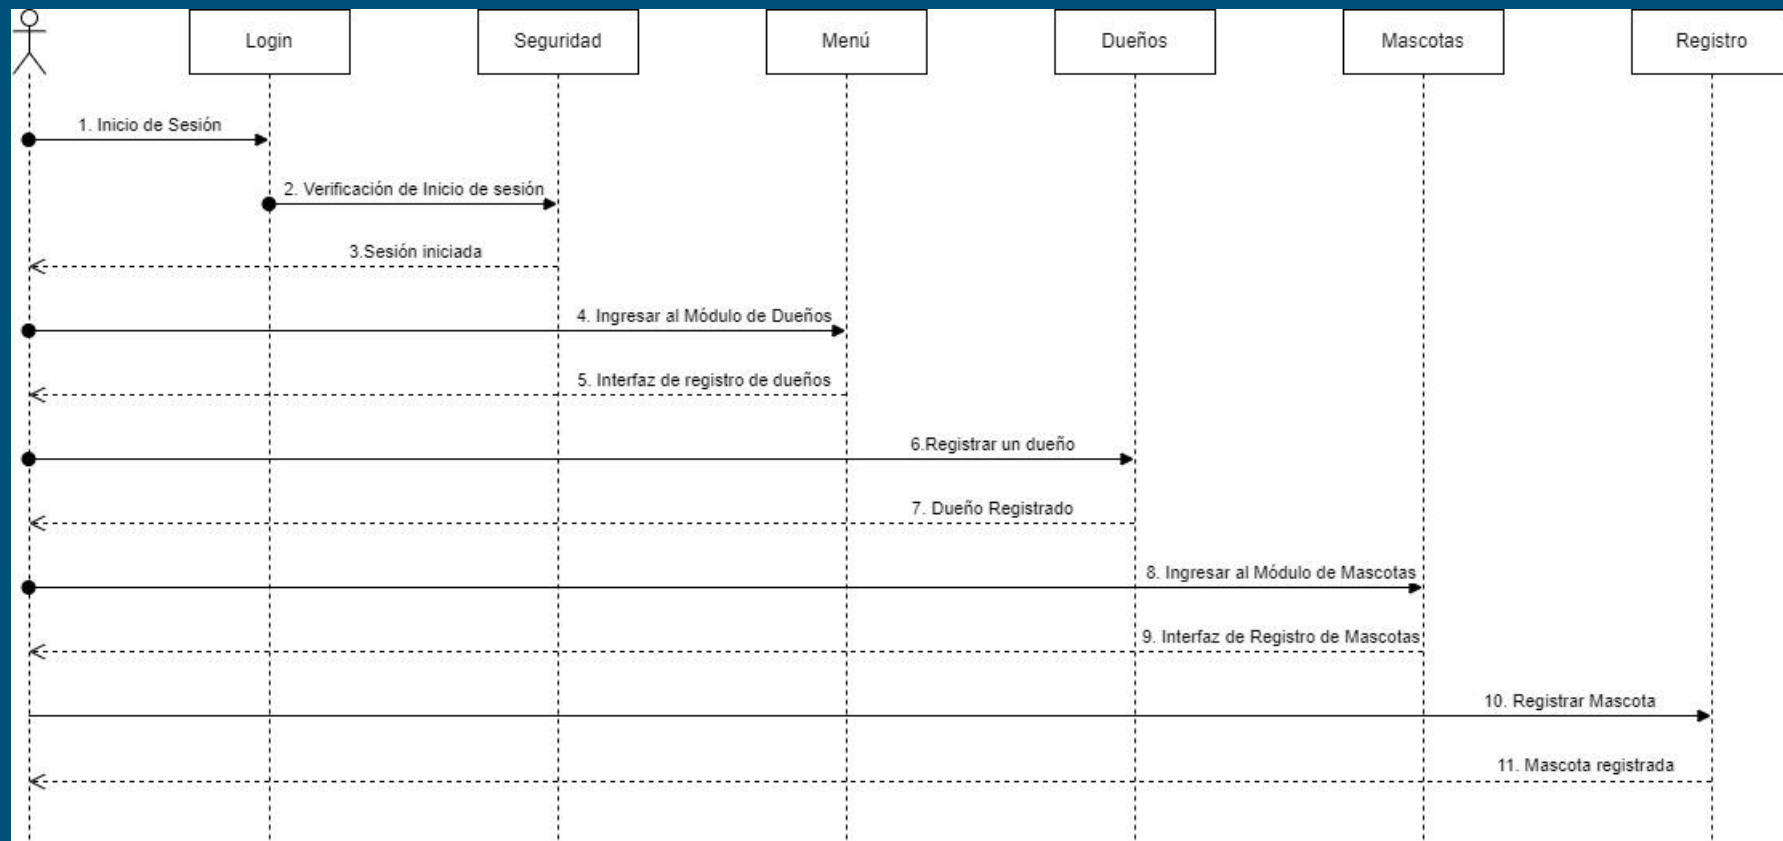 Login
Seguridad
Menú
Dueños
Mascotas
Registro
1. Inicio de Sesión
2. Verificación de Inicio de sesión
3.Sesión iniciada
4. Ingresar al Módulo de Dueños
5. Interfaz de registro de dueños
6.Registrar un dueño
7. Dueño Registrado
8. Ingresar al Módulo de Mascotas
9. Interfaz de Registro de Mascotas
10. Registrar Mascota
11. Mascota registrada